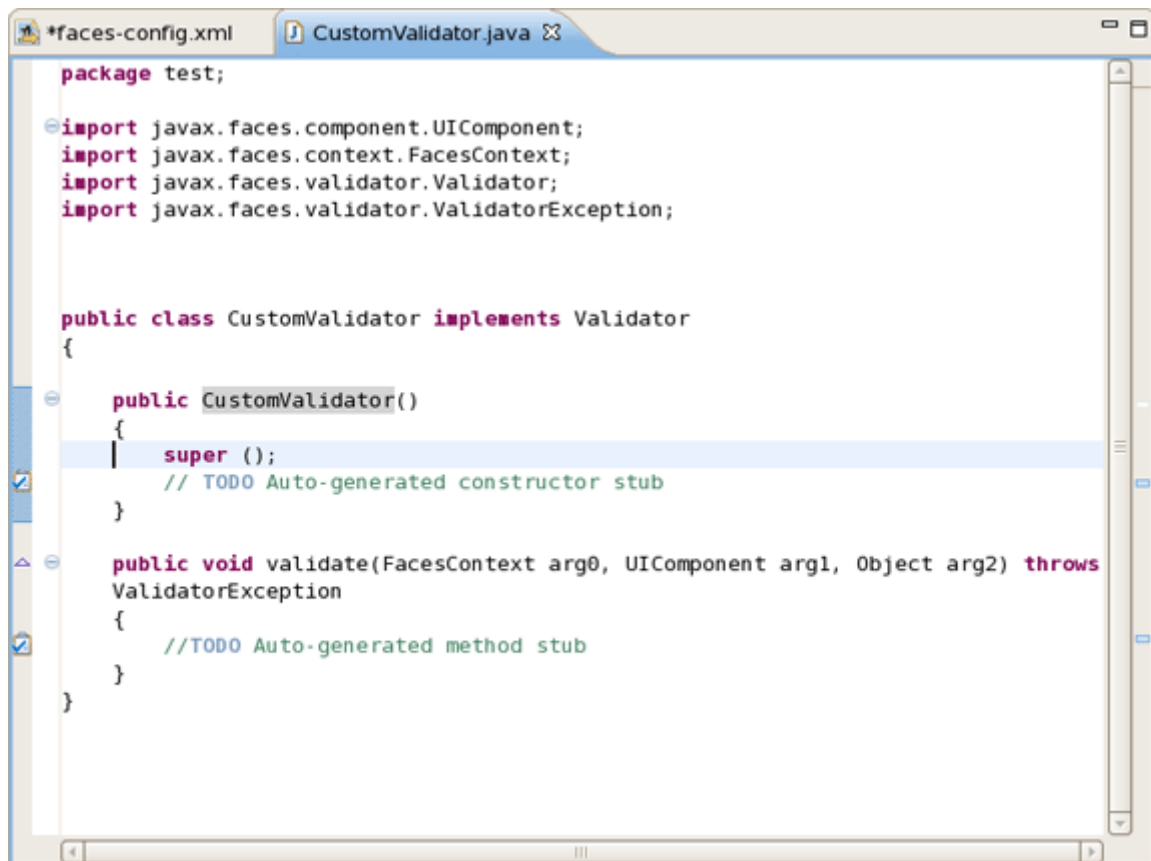 *faces-config.xml
CustomValidator.java
package test;
import javax.faces.component.UIComponent;
import javax.faces.context.FacesContext;
import javax.faces.validator.Validator;
import javax.faces.validator.ValidatorException;
public class CustomValidator implements Validator
{
public CustomValidator()
{
super ();
// TODO Auto-generated constructor stub
}
public void validate(FacesContext arg0, UIComponent arg1, Object arg2) throws
ValidatorException
{
//TODO Auto-generated method stub
}
}